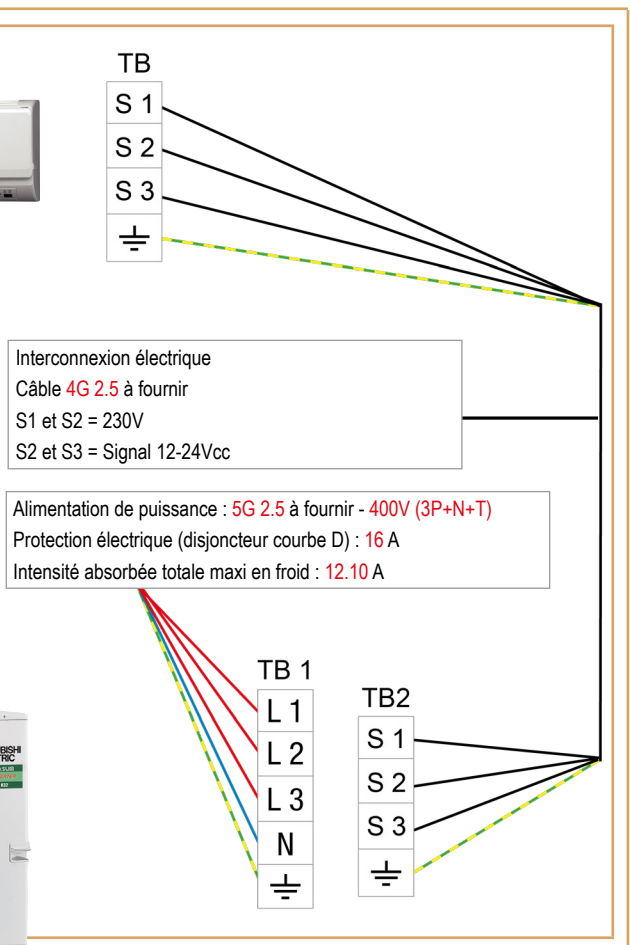 TB
S 1
S 2
S 3
Interconnexion électrique
Câble 4G 2.5 à fournir
S1 et S2 = 230V
S2 et S3 = Signal 12-24Vcc
Alimentation de puissance : 5G 2.5 à fournir - 400V (3P+N+T)
Protection électrique (disjoncteur courbe D) : 16 A
Intensité absorbée totale maxi en froid : 12.10 A
TB 1
L 1
L 2
L 3
N
TB2
S 1
S 2
S 3
BISHI
TRIC